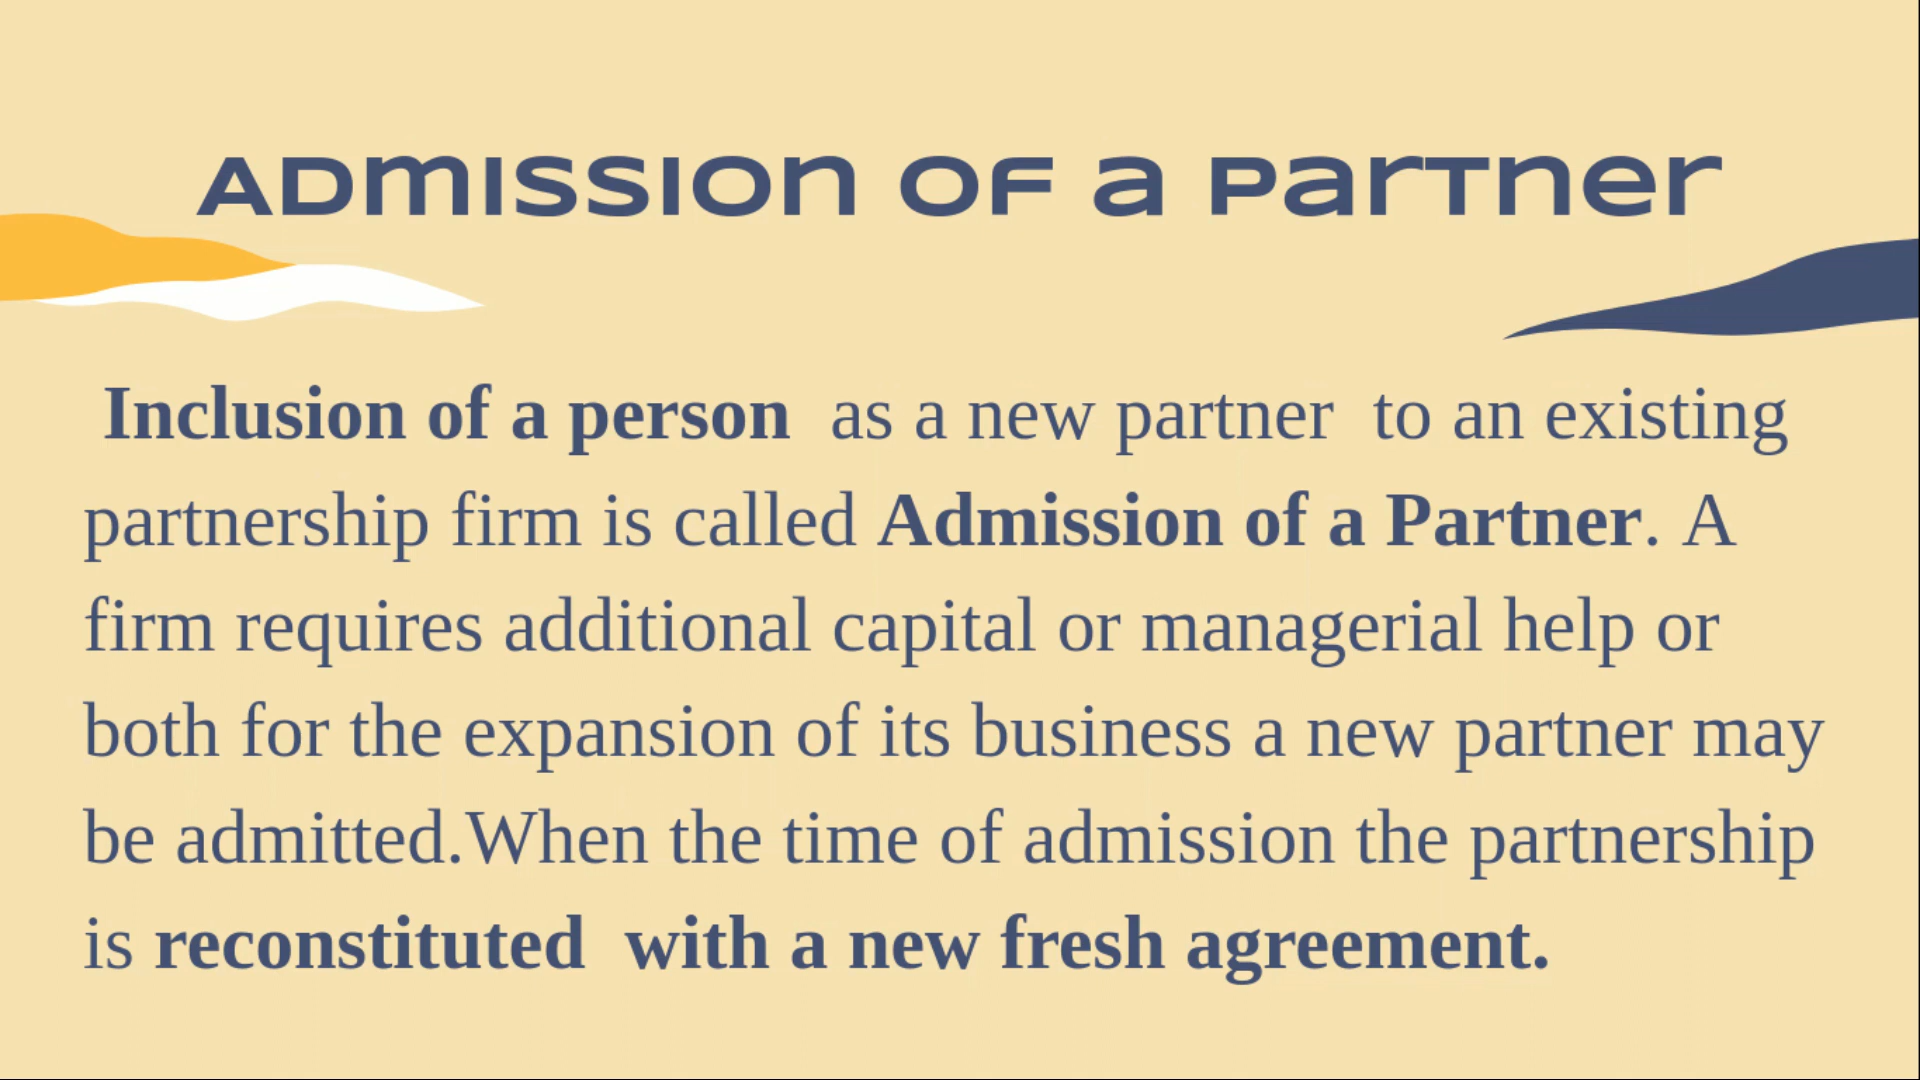 ADMISSION OF a PARTNER
Inclusion of a person as a new partner to an existing
partnership firm is called Admission of a Partner. A
firm requires additional capital or managerial help or
both for the expansion of its business a new partner may
be admitted.When the time of admission the partnership
is reconstituted with a new fresh agreement.